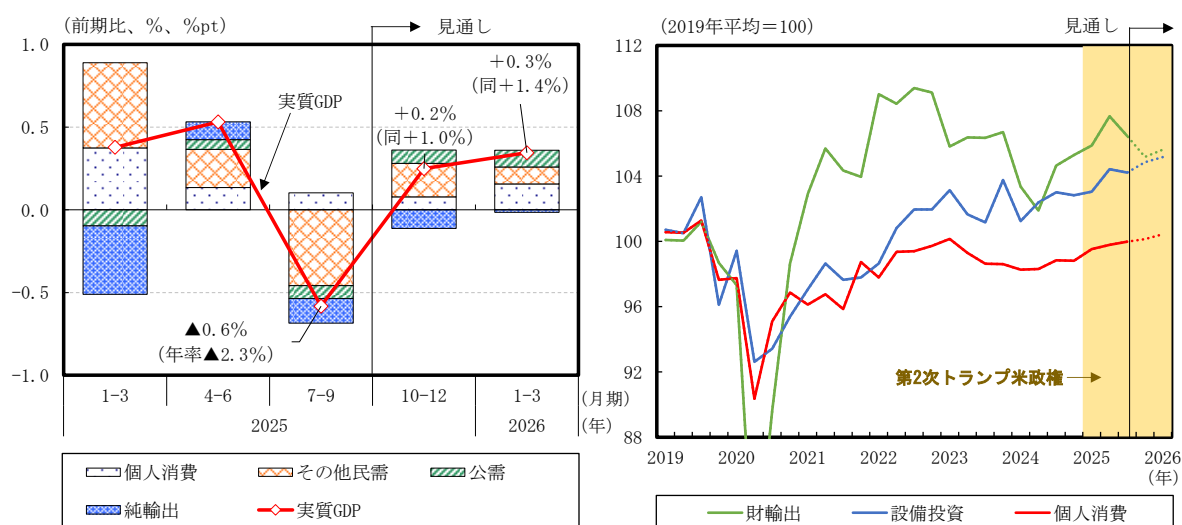 (前期比、%、%pt)
見通し
1.0
0.5
0.0
-0.5
-1.0
実質GDP
+0.2%
(同+1.0%)
+0.3%
(同+1.4%)
▲0.6%
(年率▲2.3%)
1-3 4-6 7-9 10-12 1-3 (月期)
2025 2026 (年)
個人消費 その他民需 公需
純輸出 実質GDP
(2019年平均=100)
見通し
112
108
104
100
96
92
88
第2次トランプ米政権
2019 2020 2021 2022 2023 2024 2025 2026
(年)
財輸出 設備投資 個人消費